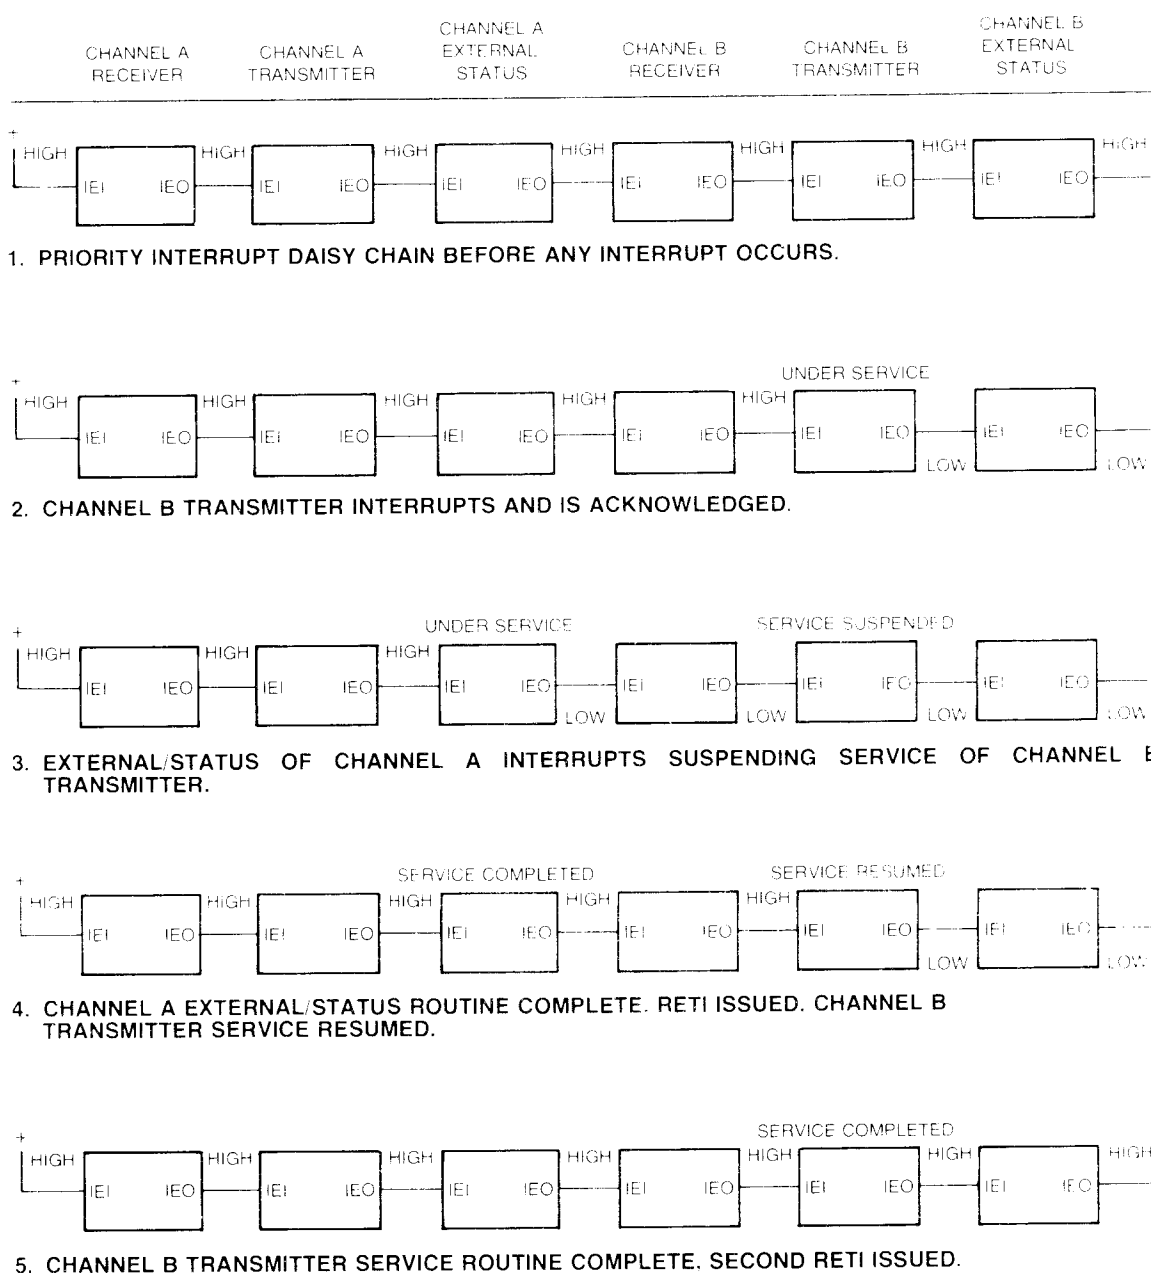 CHANNEL A RECEIVER
CHANNEL A TRANSMITTER
CHANNEL A EXTERNAL STATUS
CHANNEL B RECEIVER
CHANNEL B TRANSMITTER
CHANNEL B EXTERNAL STATUS
+
HIGH HIGH HIGH HIGH HIGH HIGH HIGH
IEI IEO IEI IEO IEI IEO IEI IEO IEI IEO IEI IEO
1. PRIORITY INTERRUPT DAISY CHAIN BEFORE ANY INTERRUPT OCCURS.
UNDER SERVICE
+
HIGH HIGH HIGH HIGH HIGH
IEI IEO IEI IEO IEI IEO IEI IEO IEI IEO IEI IEO
LOW LOW
2. CHANNEL B TRANSMITTER INTERRUPTS AND IS ACKNOWLEDGED.
UNDER SERVICE SERVICE SUSPENDED
+
HIGH HIGH HIGH
IEI IEO IEI IEO IEI IEO IEI IEO IEI IEO IEI IEO
LOW LOW LOW LOW
3. EXTERNAL/STATUS OF CHANNEL A INTERRUPTS SUSPENDING SERVICE OF CHANNEL B
TRANSMITTER.
SERVICE COMPLETED SERVICE RESUMED
+
HIGH HIGH HIGH HIGH HIGH
IEI IEO IEI IEO IEI IEO IEI IEO IEI IEO IEI IEO
LOW LOW
4. CHANNEL A EXTERNAL/STATUS ROUTINE COMPLETE. RETI ISSUED. CHANNEL B
TRANSMITTER SERVICE RESUMED.
SERVICE COMPLETED
+
HIGH HIGH HIGH HIGH HIGH HIGH HIGH
IEI IEO IEI IEO IEI IEO IEI IEO IEI IEO IEI IEO
5. CHANNEL B TRANSMITTER SERVICE ROUTINE COMPLETE. SECOND RETI ISSUED.